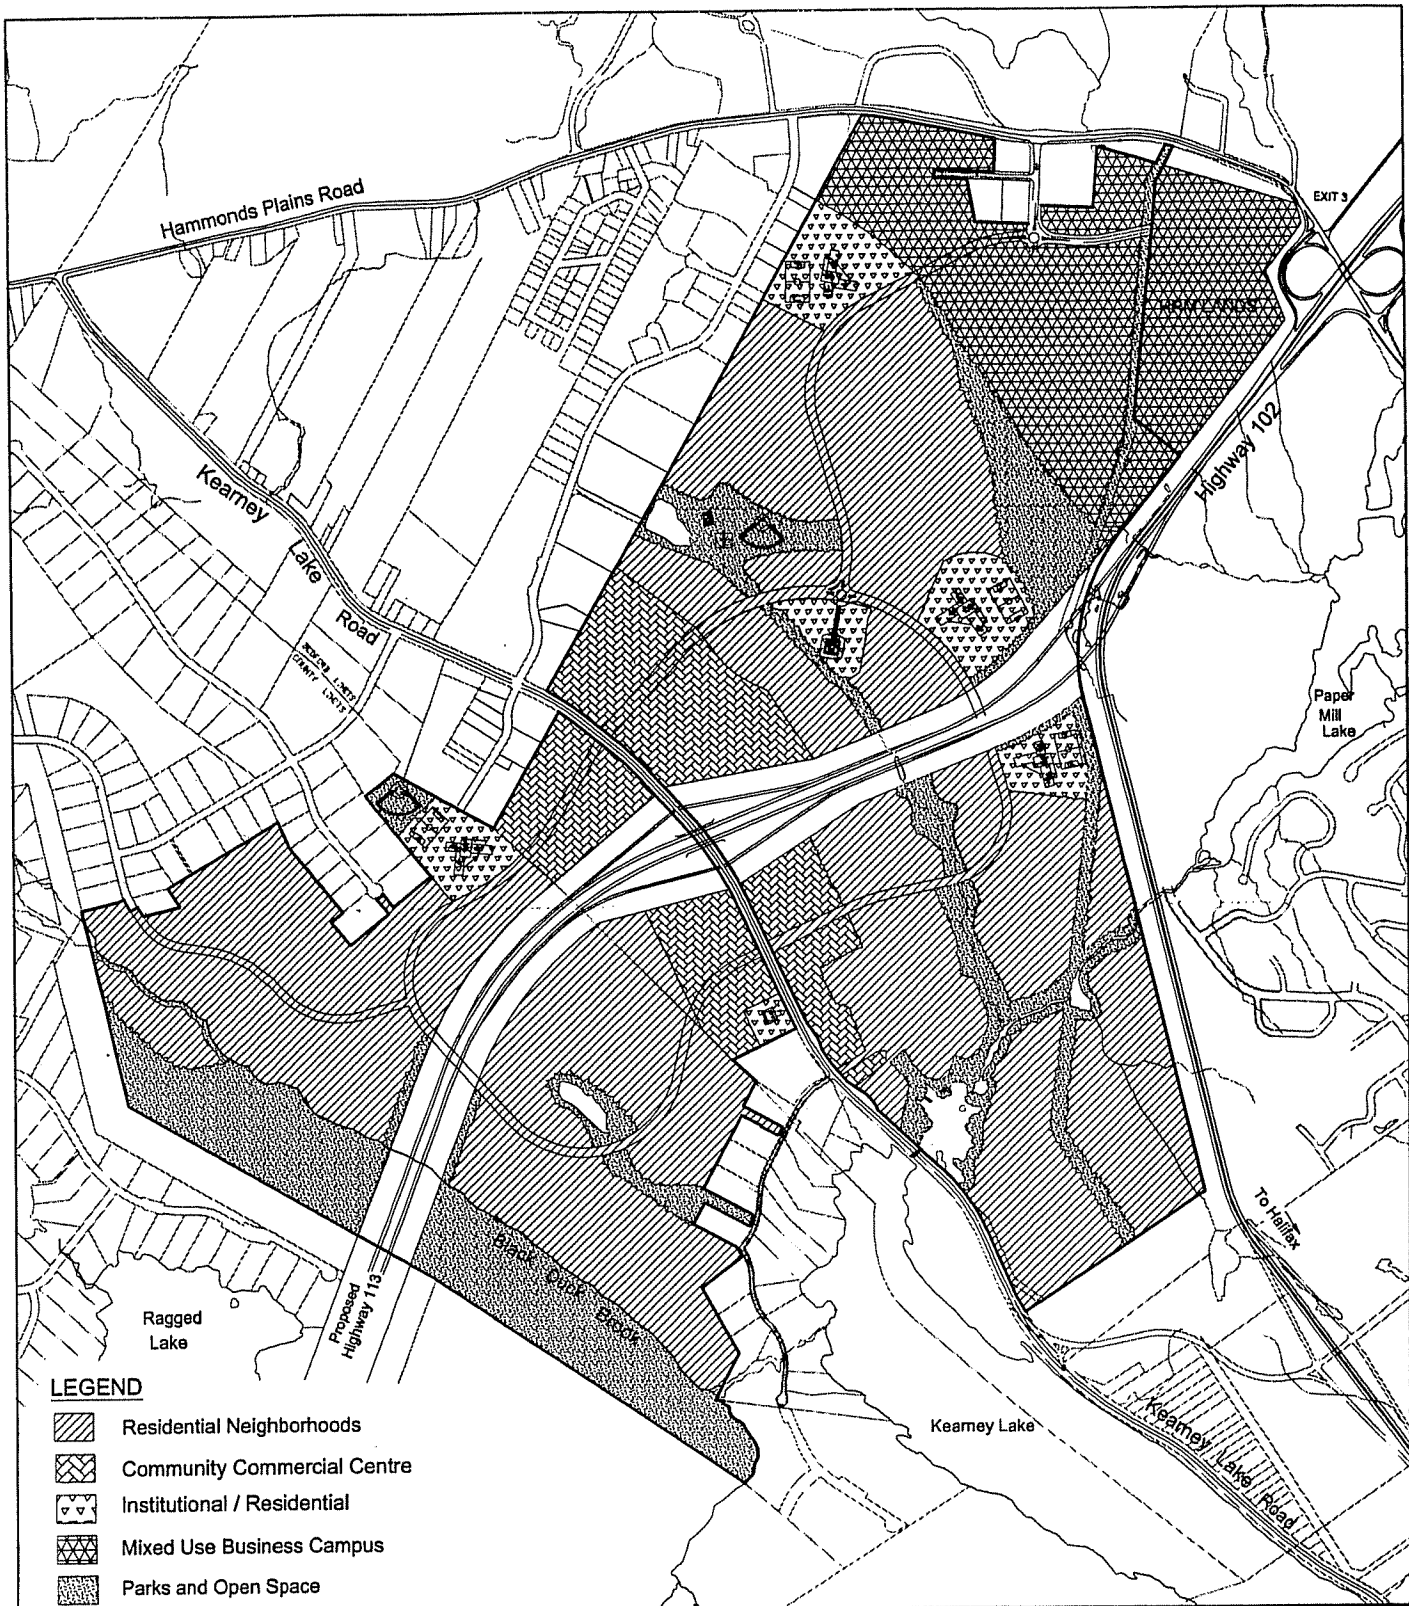 Hammonds Plains Road
EXIT 3
HRM LANDS
Highway 102
Kearney
Lake
Road
Paper
Mill
Lake
To Halifax
Black Duck Brook
Proposed
Highway 113
Ragged
Lake
Kearney Lake
Kearney Lake Road
LEGEND
Residential Neighborhoods
Community Commercial Centre
Institutional / Residential
Mixed Use Business Campus
Parks and Open Space